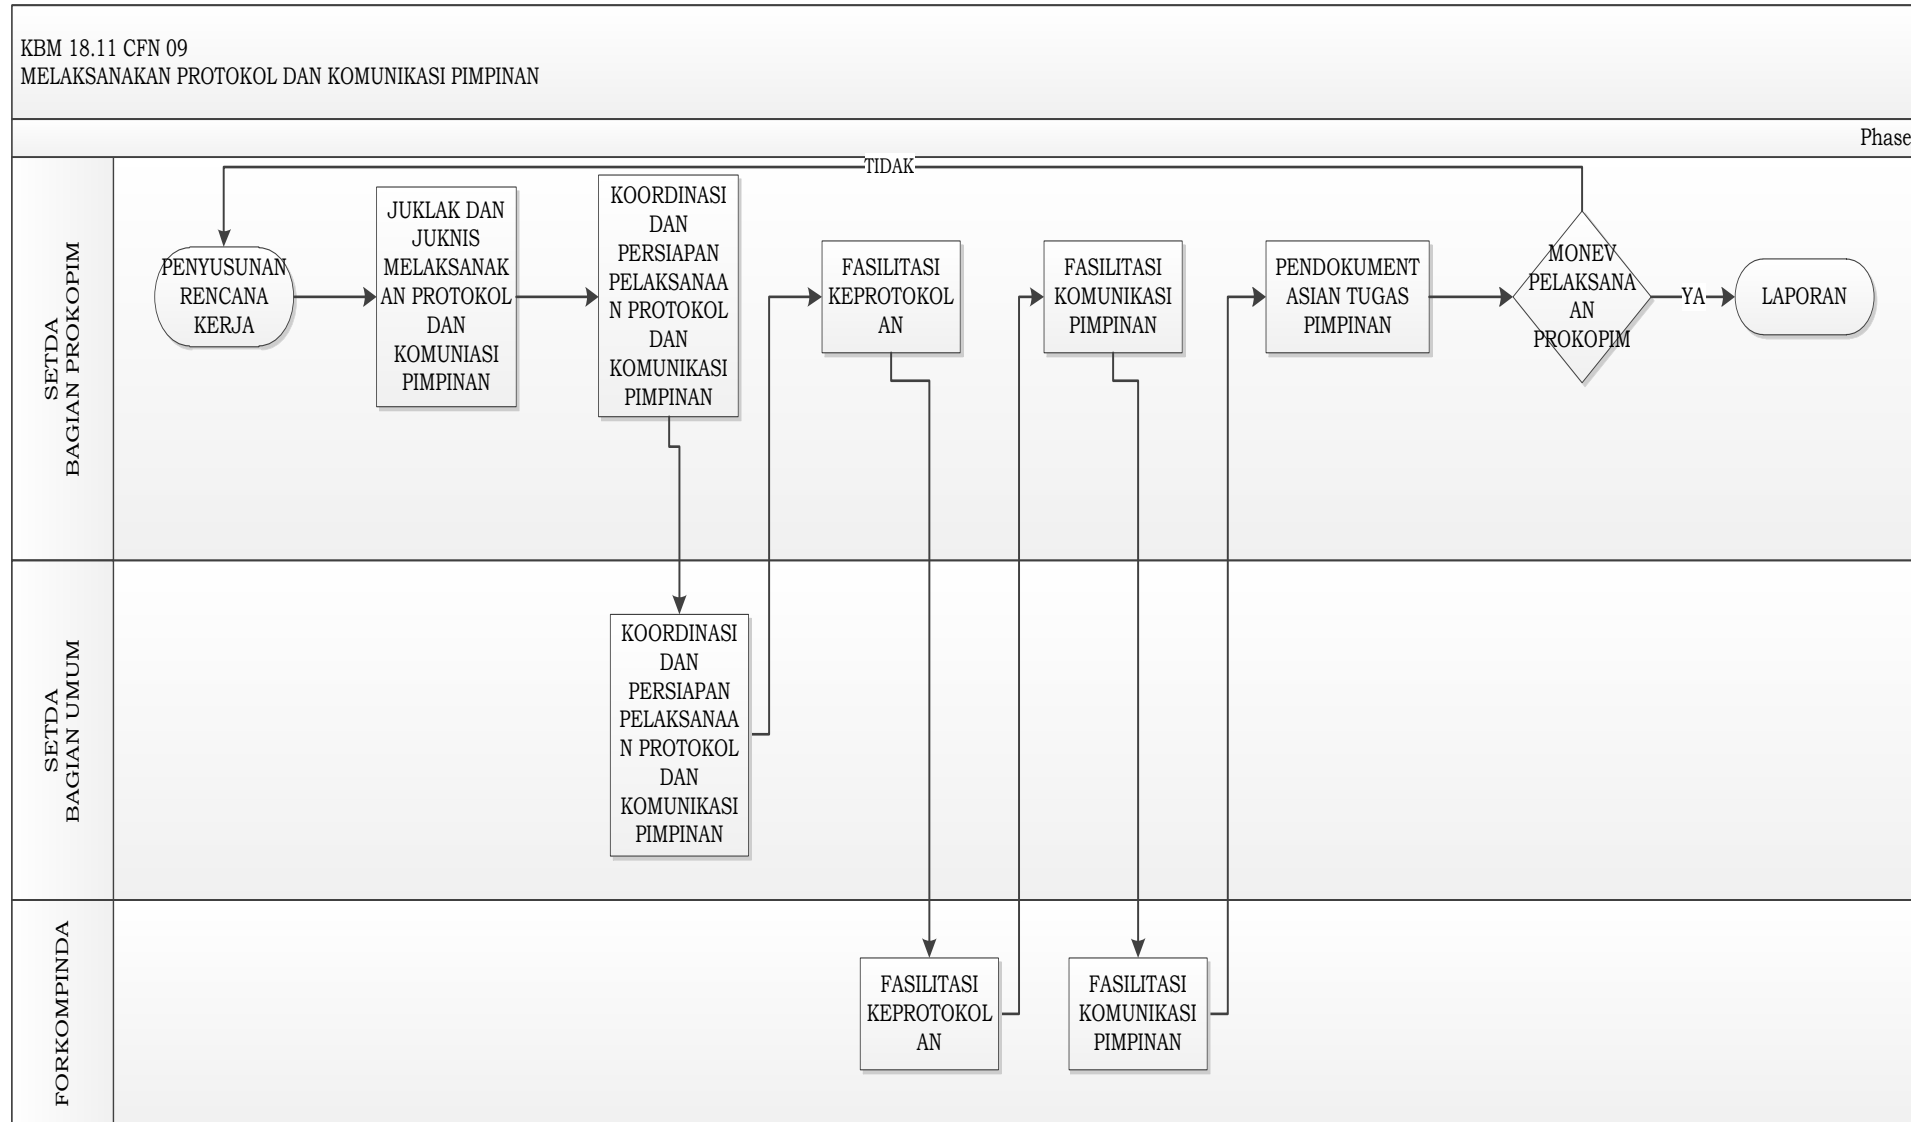 KBM 18.11 CFN 09
MELAKSANAKAN PROTOKOL DAN KOMUNIKASI PIMPINAN
Phase
SETDA
BAGIAN PROKOPIM
TIDAK
PENYUSUNAN
RENCANA
KERJA
JUKLAK DAN
JUKNIS
MELAKSANAK
AN PROTOKOL
DAN
KOMUNIASI
PIMPINAN
KOORDINASI
DAN
PERSIAPAN
PELAKSANAA
N PROTOKOL
DAN
KOMUNIKASI
PIMPINAN
FASILITASI
KEPROTOKOL
AN
FASILITASI
KOMUNIKASI
PIMPINAN
PENDOKUMENT
ASIAN TUGAS
PIMPINAN
MONEV
PELAKSANA
AN
PROKOPIM
YA
LAPORAN
SETDA
BAGIAN UMUM
KOORDINASI
DAN
PERSIAPAN
PELAKSANAA
N PROTOKOL
DAN
KOMUNIKASI
PIMPINAN
FORKOMPINDA
FASILITASI
KEPROTOKOL
AN
FASILITASI
KOMUNIKASI
PIMPINAN